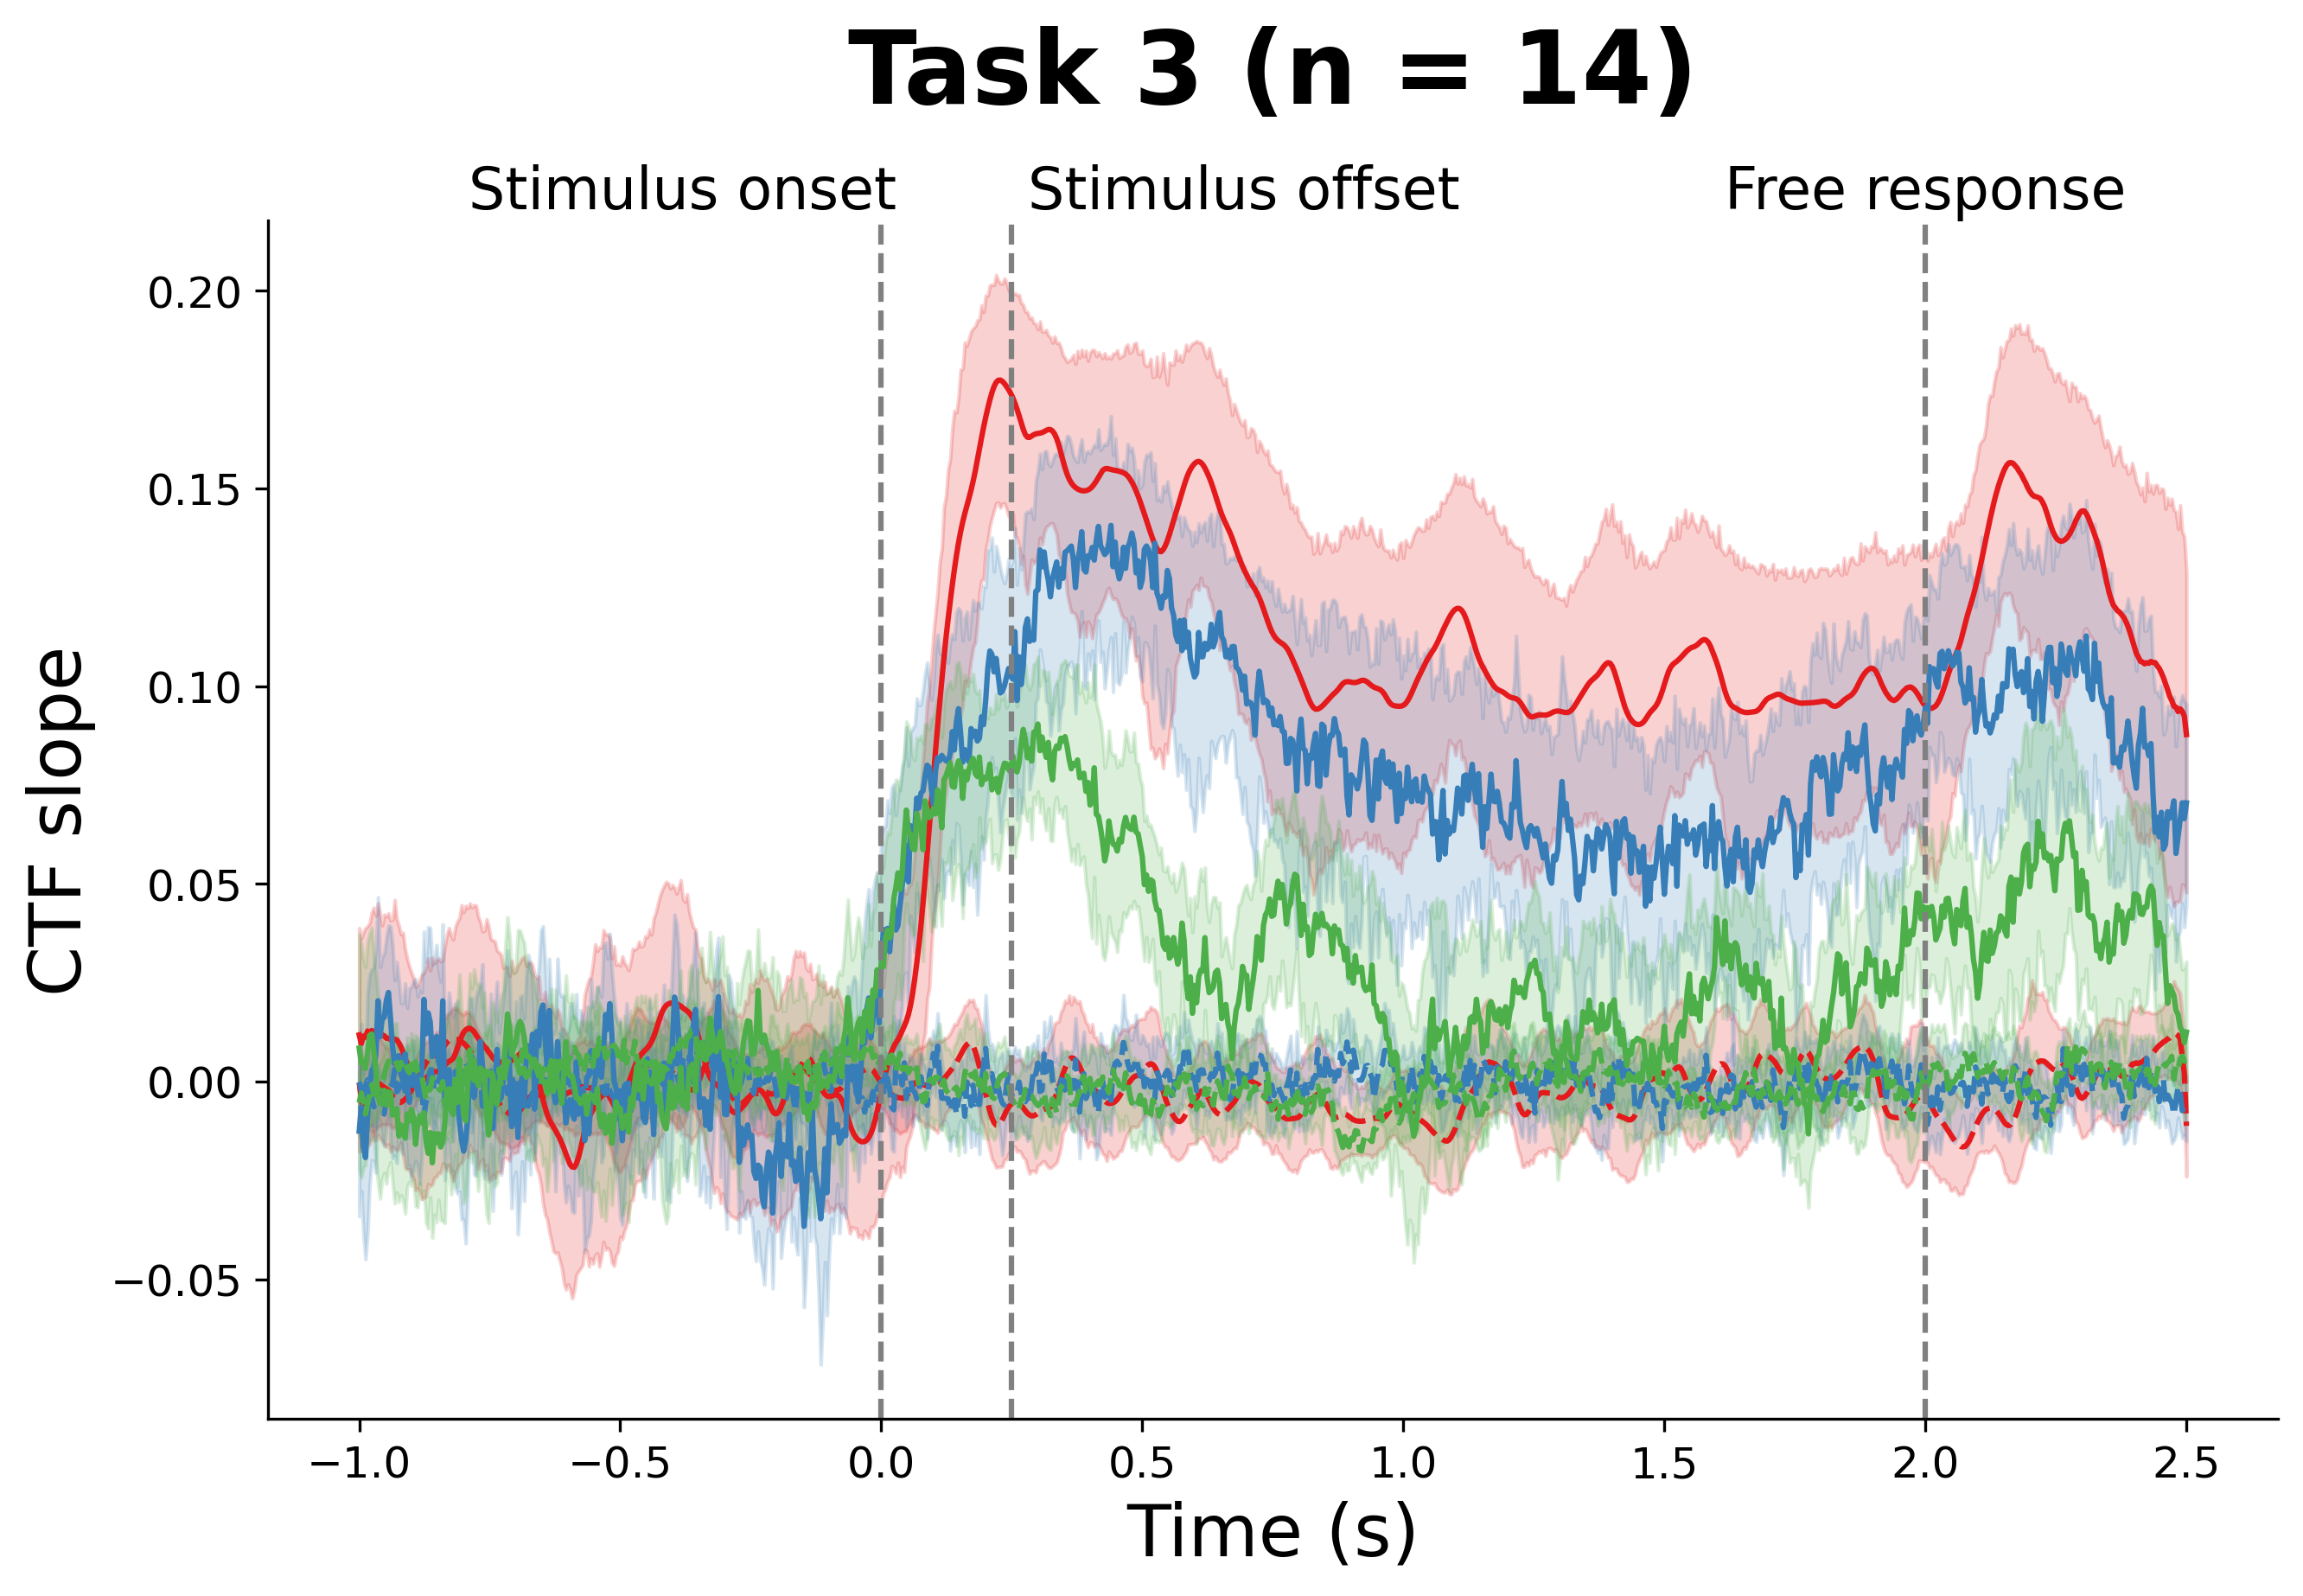 Task 3 (n = 14)
Stimulus onset
Stimulus offset
Free response
0.20
0.15
0.10
0.05
0.00
−0.05
CTF slope
−1.0
−0.5
0.0
0.5
1.0
1.5
2.0
2.5
Time (s)